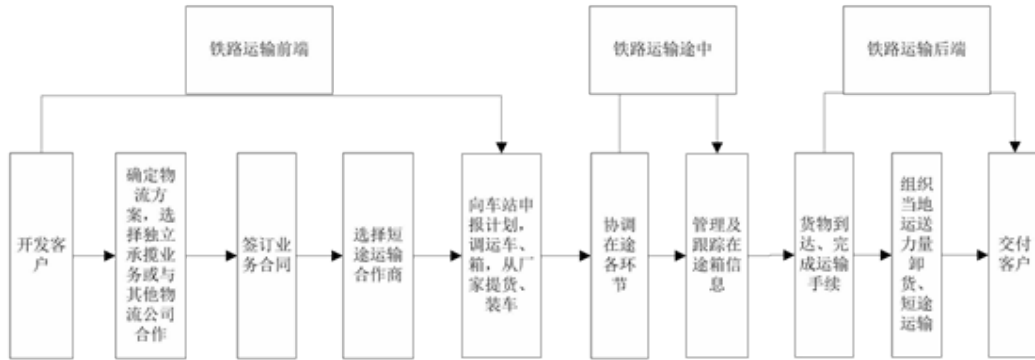 铁路运输前端
铁路运输途中
铁路运输后端
开发客
户
确定物
流方
案，选
择独立
承揽业
务或与
其他物
流公司
合作
签订业
务合同
选择短
途运输
合作商
向车站申
报计划，
调运车、
箱，从厂
家提货、
装车
协调
在途
各环
节
管理及
跟踪在
途箱信
息
货物到
达、完
成运输
手续
组织
当地
运送
力量
卸
货、
短途
运输
交付
客户